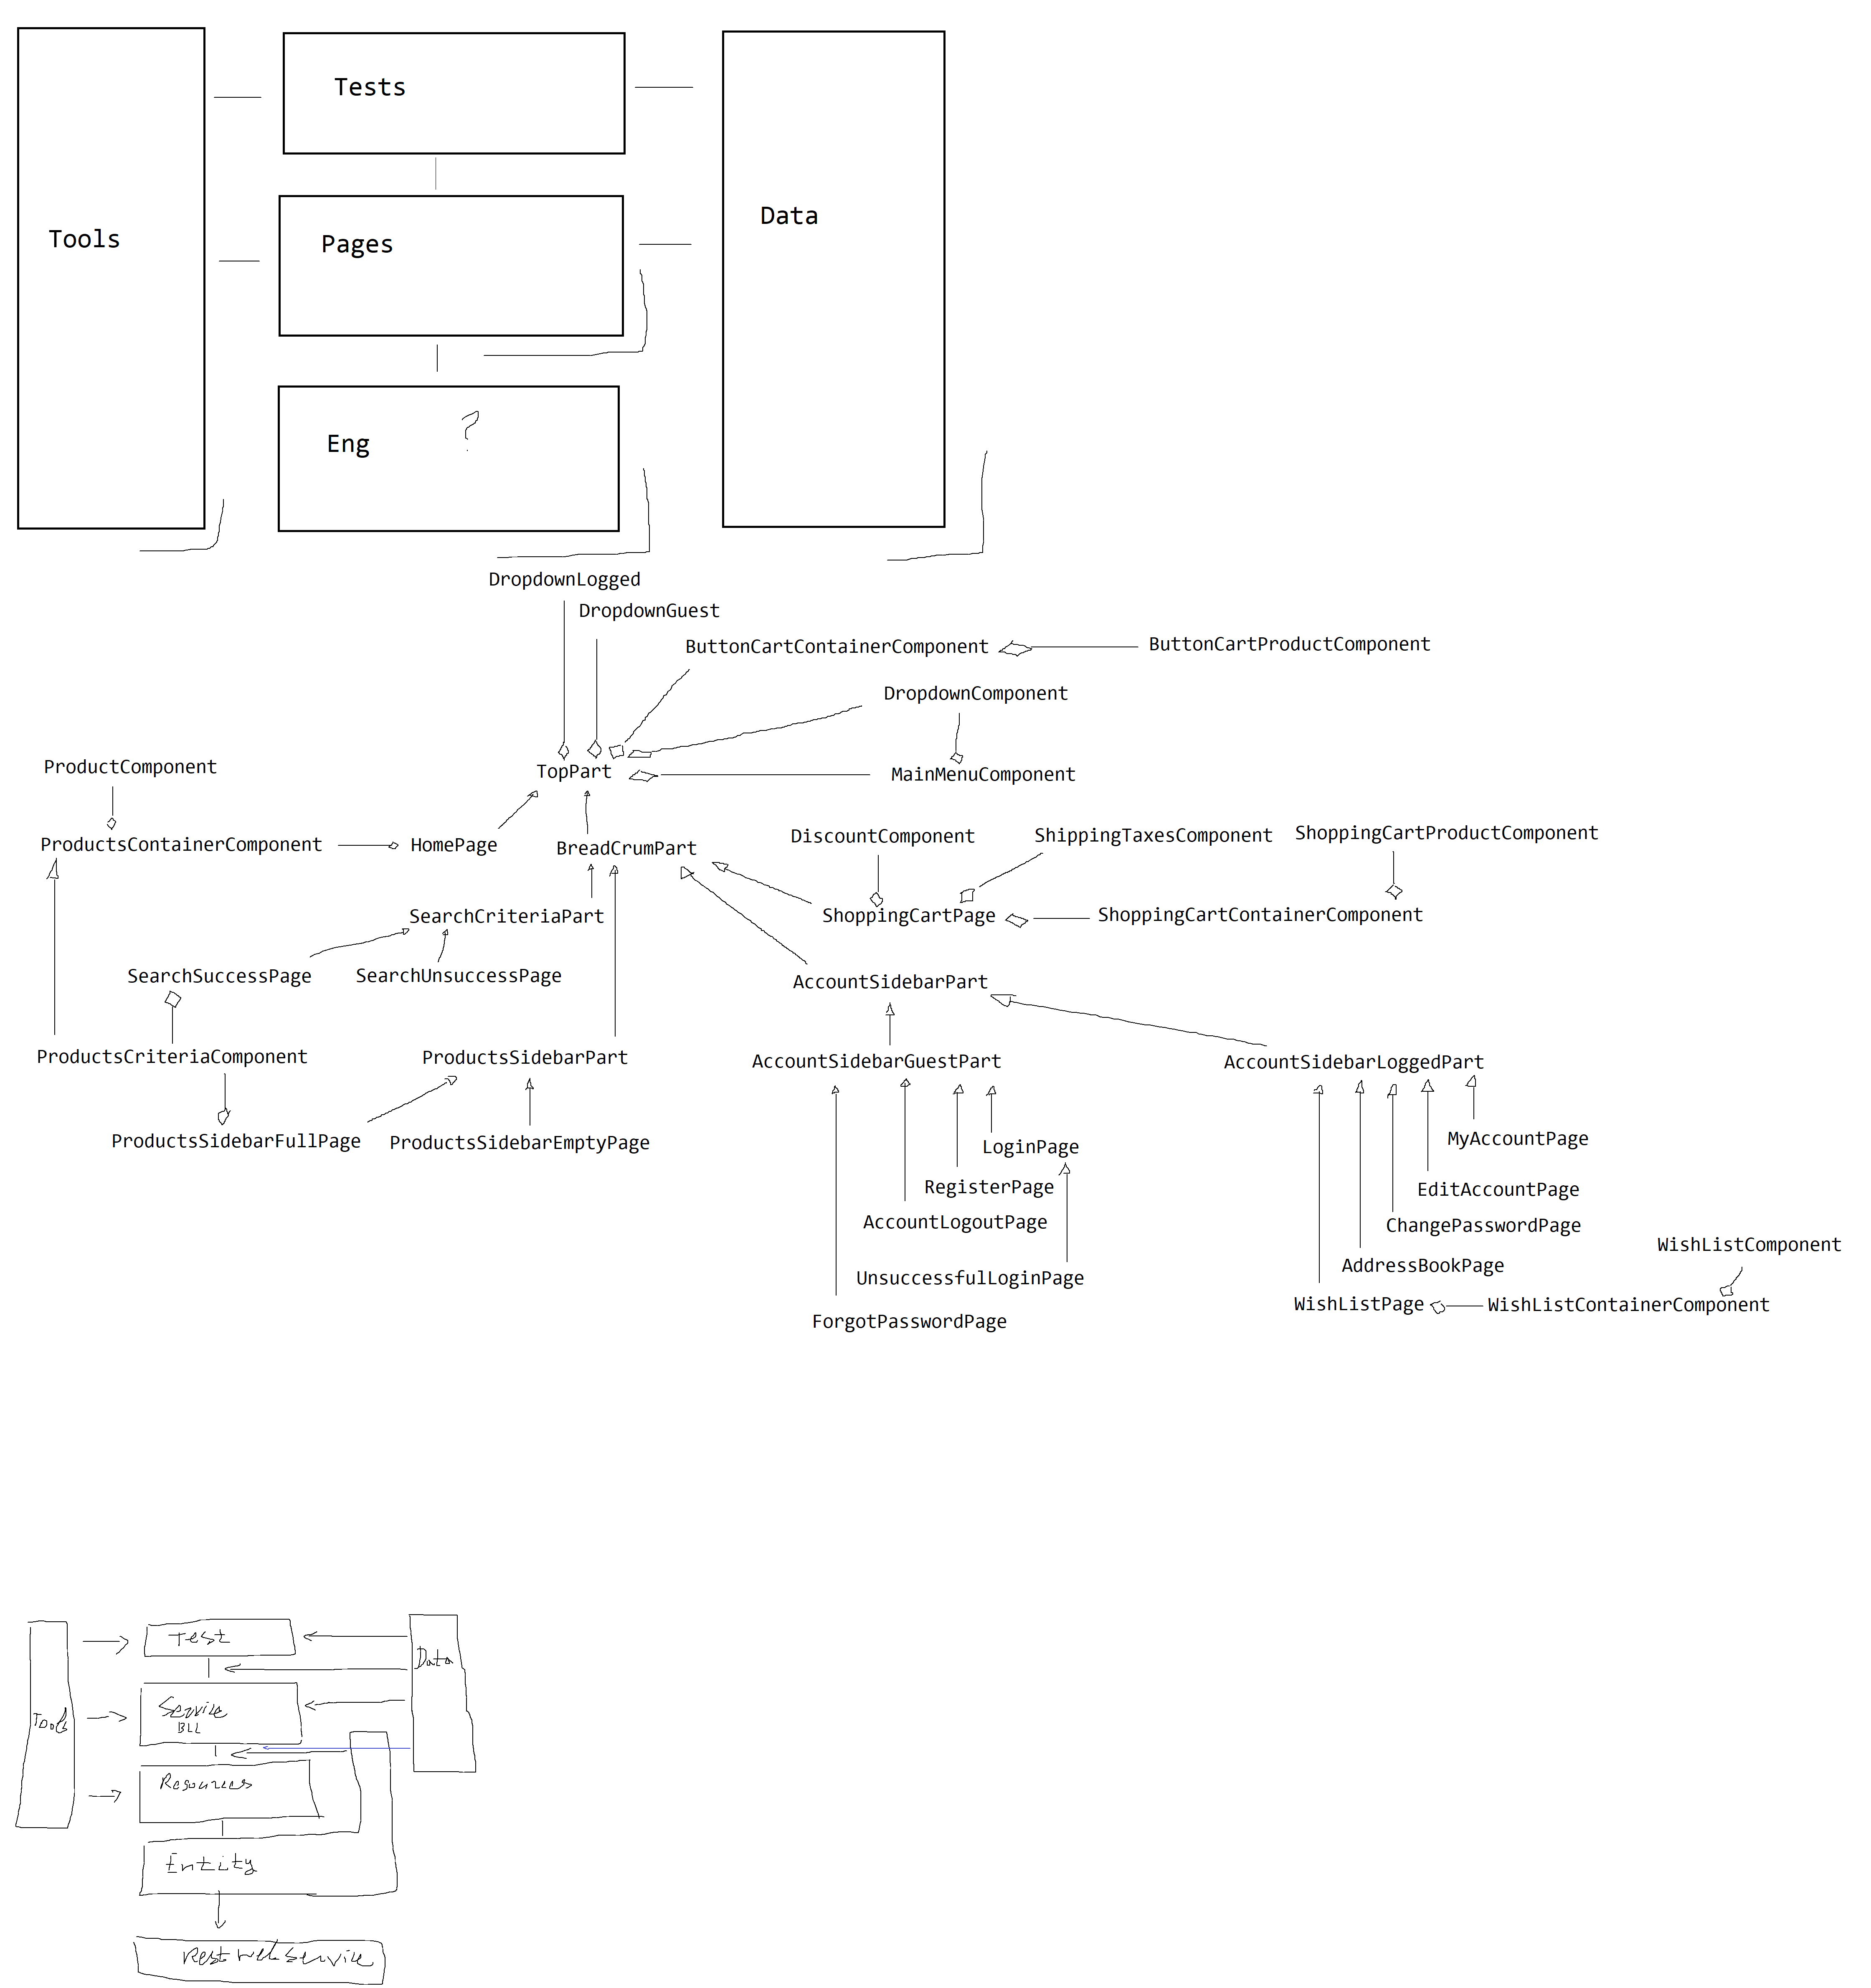 Tests
Tools
Pages
Data
Eng ?
DropdownLogged
DropdownGuest
ButtonCartContainerComponent
ButtonCartProductComponent
DropdownComponent
ProductComponent
TopPart
MainMenuComponent
ProductsContainerComponent
HomePage
BreadCrumPart
DiscountComponent
ShippingTaxesComponent
ShoppingCartProductComponent
SearchCriteriaPart
ShoppingCartPage
ShoppingCartContainerComponent
SearchSuccessPage
SearchUnsuccessPage
AccountSidebarPart
ProductsCriteriaComponent
ProductsSidebarPart
AccountSidebarGuestPart
AccountSidebarLoggedPart
ProductsSidebarFullPage
ProductsSidebarEmptyPage
LoginPage
MyAccountPage
RegisterPage
EditAccountPage
AccountLogoutPage
ChangePasswordPage
WishListComponent
UnsuccessfulLoginPage
AddressBookPage
WishListPage
WishListContainerComponent
ForgotPasswordPage
Test
Data
Service
BLL
Tools
Resources
Entity
Rest Web Service